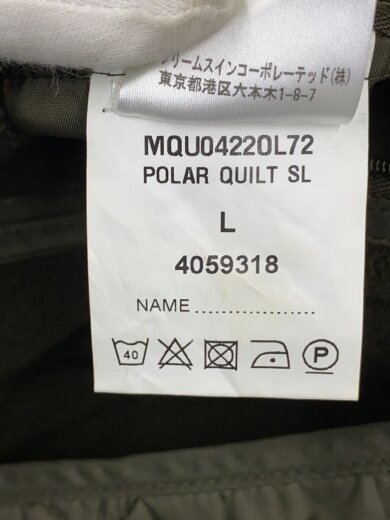 ドリームスインコーポレーテッド(株)
東京都港区六本木1-8-7
MQU04220L72
POLAR QUILT SL
L
4059318
NAME....................
40
P